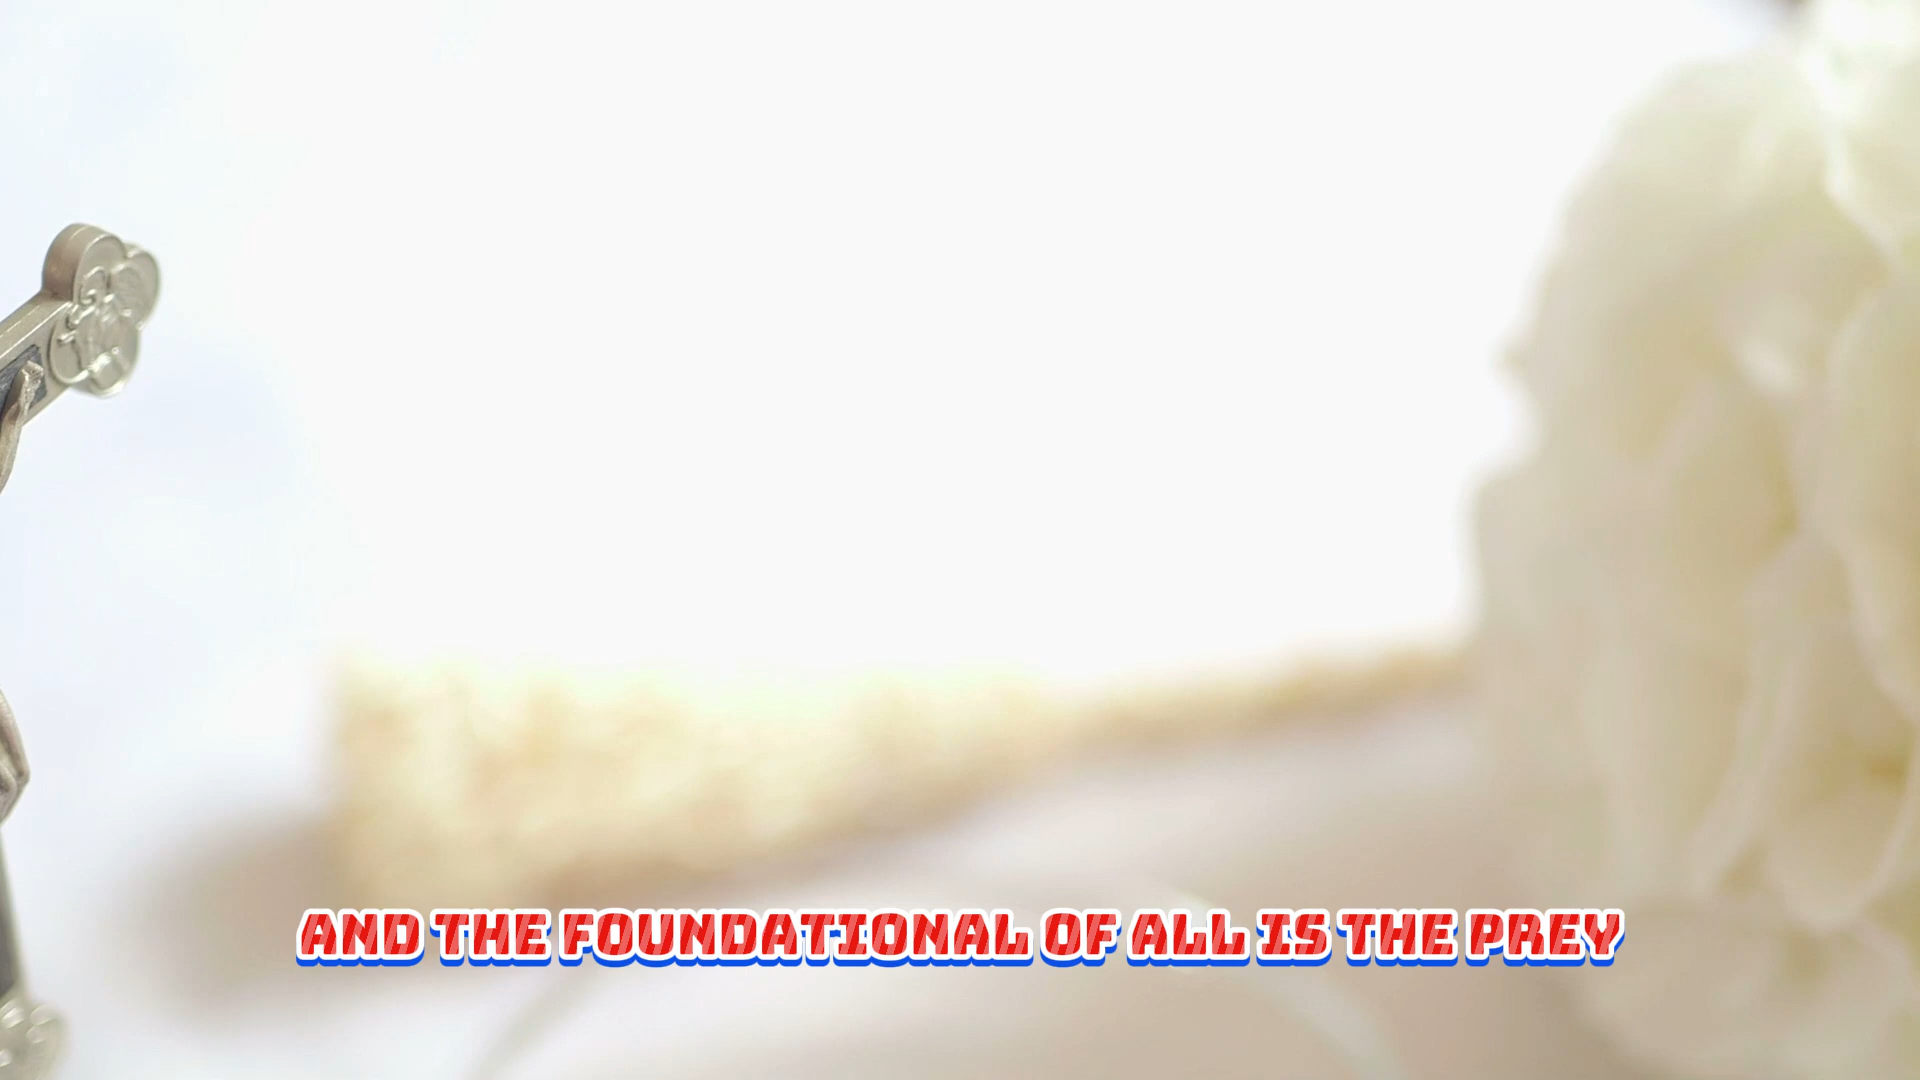 AND THE FOUNDATIONAL OF ALL IS THE PREY